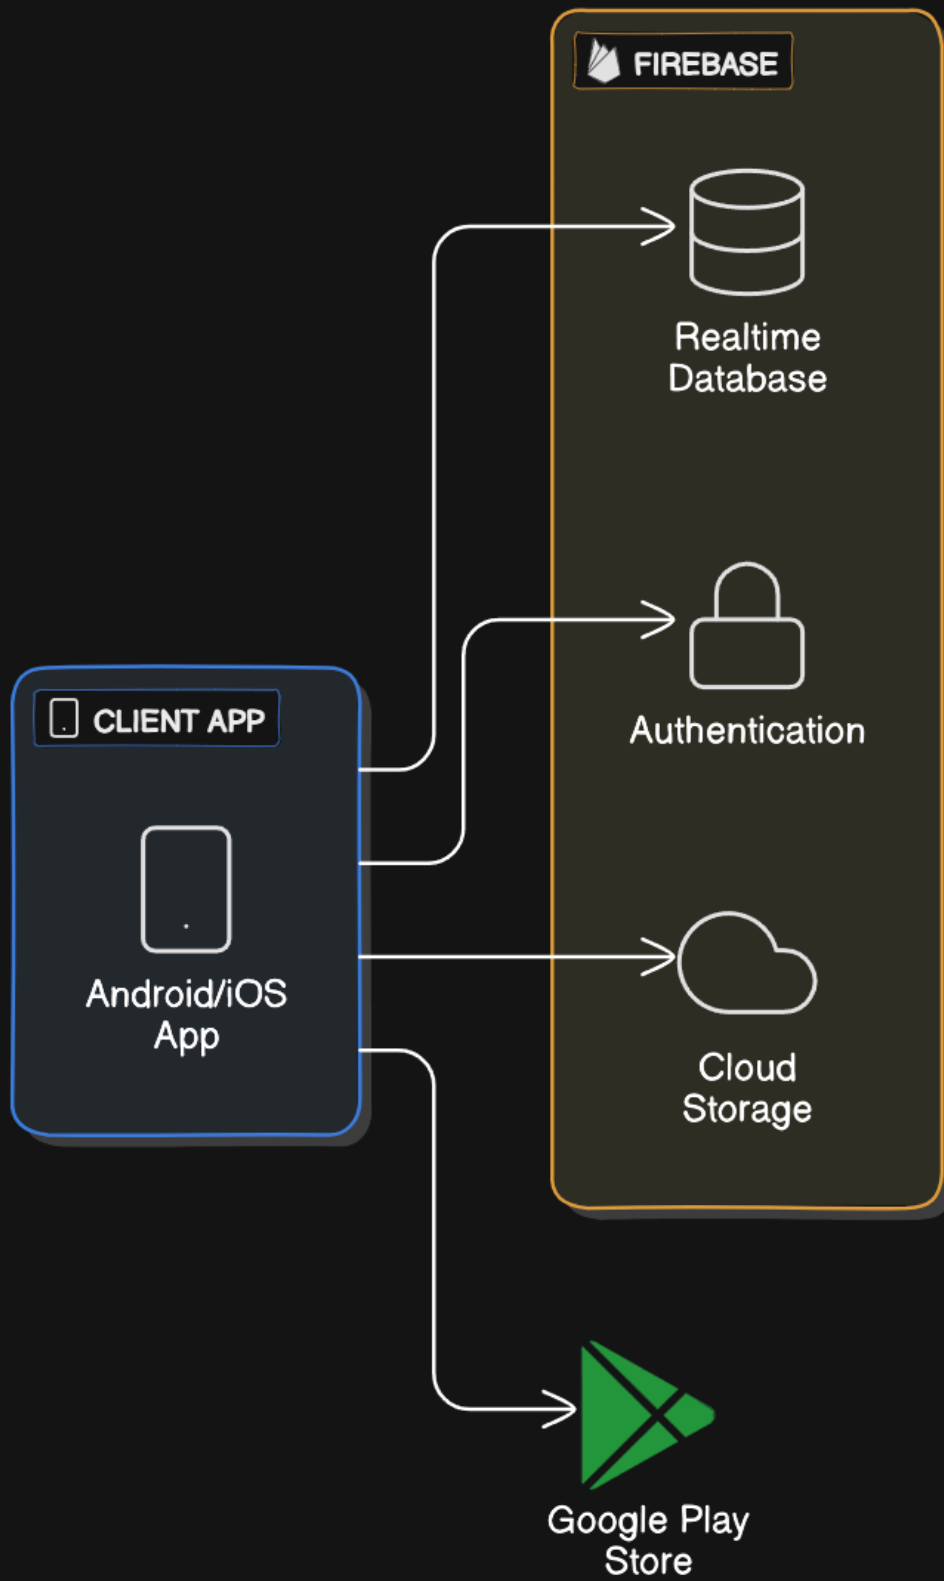 FIREBASE
Realtime
Database
Authentication
CLIENT APP
Android/iOS
App
Cloud
Storage
Google Play
Store